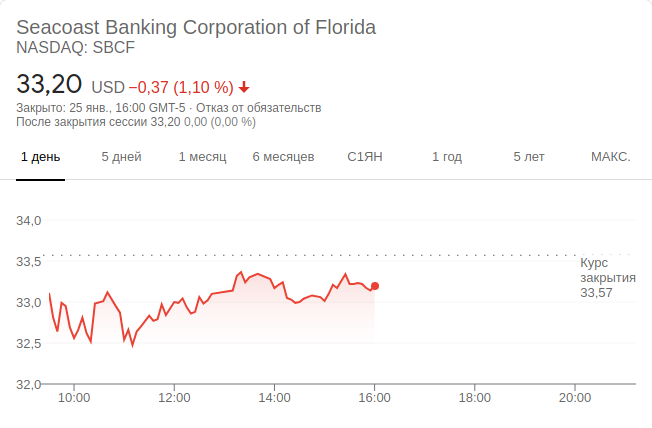 Seacoast Banking Corporation of Florida
NASDAQ: SBCF
33,20 USD −0,37 (1,10 %)
Закрыто: 25 янв., 16:00 GMT-5 · Отказ от обязательств
После закрытия сессии 33,20 0,00 (0,00 %)
1 день 5 дней 1 месяц 6 месяцев С1ЯН 1 год 5 лет МАКС.
34,0
33,5
Курс
закрытия
33,57
33,0
32,5
32,0
10:00 12:00 14:00 16:00 18:00 20:00